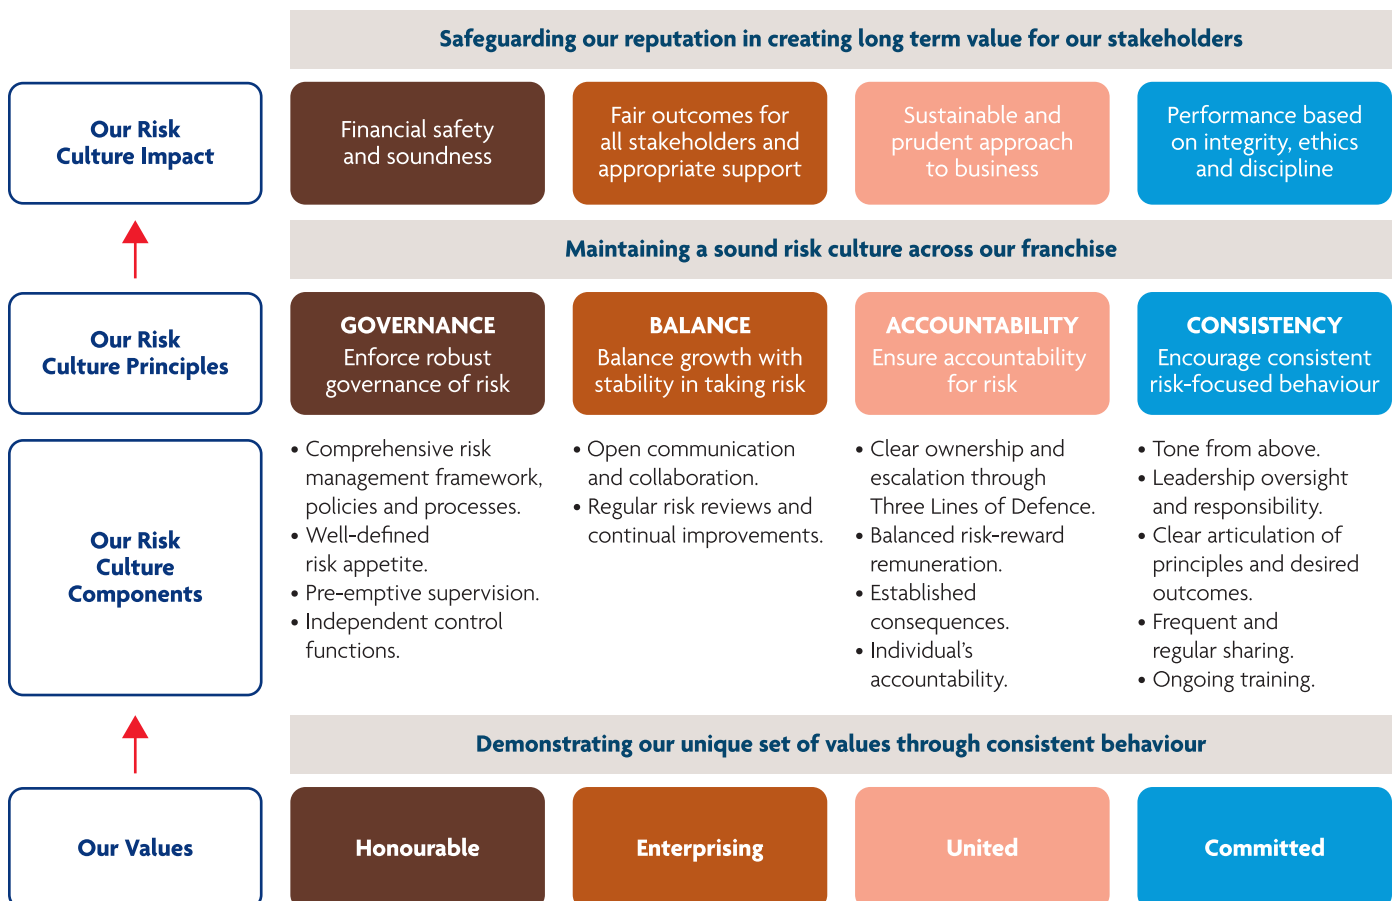 Safeguarding our reputation in creating long term value for our stakeholders
Our Risk
Culture Impact
Financial safety
and soundness
Fair outcomes for
all stakeholders and
appropriate support
Sustainable and
prudent approach
to business
Performance based
on integrity, ethics
and discipline
Maintaining a sound risk culture across our franchise
Our Risk
Culture Principles
GOVERNANCE
Enforce robust
governance of risk
BALANCE
Balance growth with
stability in taking risk
ACCOUNTABILITY
Ensure accountability
for risk
CONSISTENCY
Encourage consistent
risk-focused behaviour
Our Risk
Culture
Components
• Comprehensive risk
management framework,
policies and processes.
• Well-defined
risk appetite.
• Pre-emptive supervision.
• Independent control
functions.
• Open communication
and collaboration.
• Regular risk reviews and
continual improvements.
• Clear ownership and
escalation through
Three Lines of Defence.
• Balanced risk-reward
remuneration.
• Established
consequences.
• Individual's
accountability.
• Tone from above.
• Leadership oversight
and responsibility.
• Clear articulation of
principles and desired
outcomes.
• Frequent and
regular sharing.
• Ongoing training.
Demonstrating our unique set of values through consistent behaviour
Our Values
Honourable
Enterprising
United
Committed